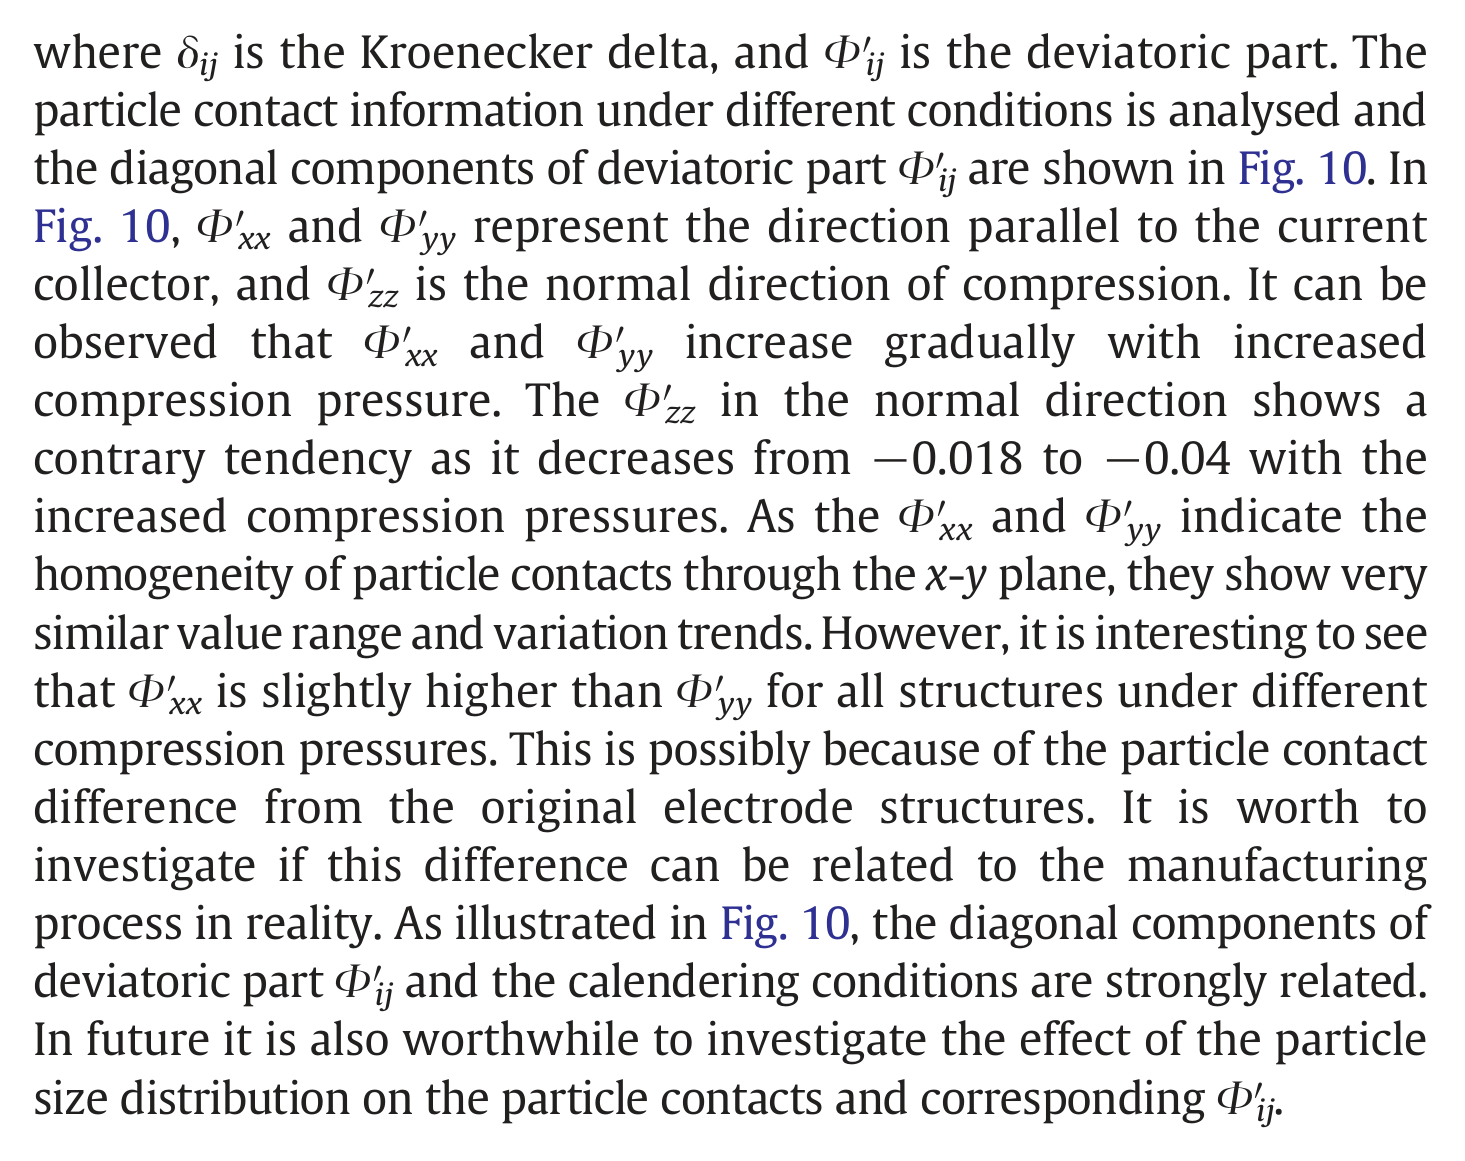 where δij is the Kroenecker delta, and Φ′ij is the deviatoric part. The
particle contact information under different conditions is analysed and
the diagonal components of deviatoric part Φ′ij are shown in Fig. 10. In
Fig. 10, Φ′xx and Φ′yy represent the direction parallel to the current
collector, and Φ′zz is the normal direction of compression. It can be
observed that Φ′xx and Φ′yy increase gradually with increased
compression pressure. The Φ′zz in the normal direction shows a
contrary tendency as it decreases from −0.018 to −0.04 with the
increased compression pressures. As the Φ′xx and Φ′yy indicate the
homogeneity of particle contacts through the x-y plane, they show very
similar value range and variation trends. However, it is interesting to see
that Φ′xx is slightly higher than Φ′yy for all structures under different
compression pressures. This is possibly because of the particle contact
difference from the original electrode structures. It is worth to
investigate if this difference can be related to the manufacturing
process in reality. As illustrated in Fig. 10, the diagonal components of
deviatoric part Φ′ij and the calendering conditions are strongly related.
In future it is also worthwhile to investigate the effect of the particle
size distribution on the particle contacts and corresponding Φ′ij.